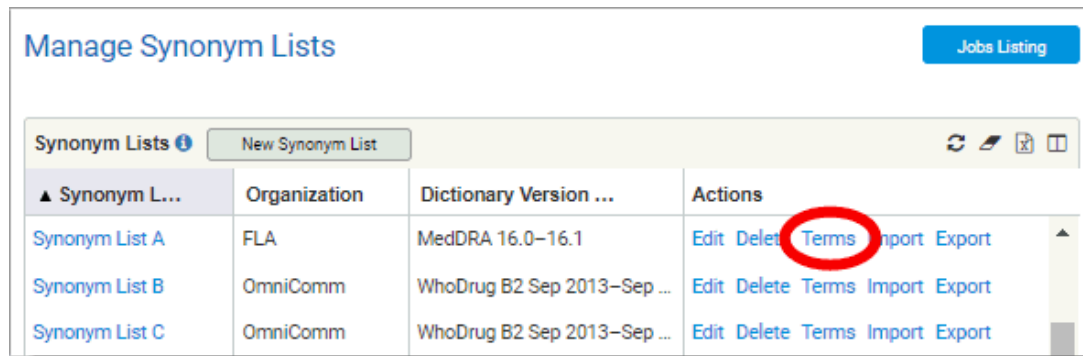 Manage Synonym Lists
Jobs Listing
Synonym Lists New Synonym List
▲ Synonym L... Organization Dictionary Version ... Actions
Synonym List A FLA MedDRA 16.0–16.1 Edit Delete Terms Import Export
Synonym List B OmniComm WhoDrug B2 Sep 2013–Sep ... Edit Delete Terms Import Export
Synonym List C OmniComm WhoDrug B2 Sep 2013–Sep ... Edit Delete Terms Import Export